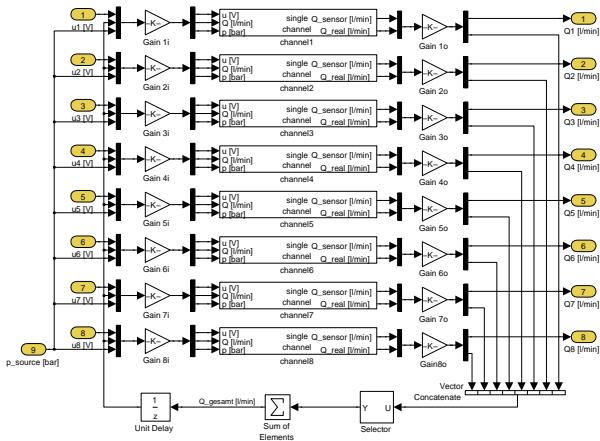 1 u [V] single Q_sensor [l/min] 1
u1 [V] -K- Q [l/min] channel -K- Q1 [l/min]
p [bar] Q_real [l/min]
Gain 1i channel1 Gain 1o
2 u [V] single Q_sensor [l/min] 2
u2 [V] -K- Q [l/min] channel -K- Q2 [l/min]
p [bar] Q_real [l/min]
Gain 2i channel2 Gain 2o
3 u [V] single Q_sensor [l/min] 3
u3 [V] -K- Q [l/min] channel -K- Q3 [l/min]
p [bar] Q_real [l/min]
Gain 3i channel3 Gain 3o
4 u [V] single Q_sensor [l/min] 4
u4 [V] -K- Q [l/min] channel -K- Q4 [l/min]
p [bar] Q_real [l/min]
Gain 4i channel4 Gain 4o
5 u [V] single Q_sensor [l/min] 5
u5 [V] -K- Q [l/min] channel -K- Q5 [l/min]
p [bar] Q_real [l/min]
Gain 5i channel5 Gain 5o
6 u [V] single Q_sensor [l/min] 6
u6 [V] -K- Q [l/min] channel -K- Q6 [l/min]
p [bar] Q_real [l/min]
Gain 6i channel6 Gain 6o
7 u [V] single Q_sensor [l/min] 7
u7 [V] -K- Q [l/min] channel -K- Q7 [l/min]
p [bar] Q_real [l/min]
Gain 7i channel7 Gain 7o
8 u [V] single Q_sensor [l/min] 8
u8 [V] -K- Q [l/min] channel -K- Q8 [l/min]
9 p [bar] Q_real [l/min]
p_source [bar] Gain 8i channel8 Gain8o
Vector
Concatenate
1
z
Unit Delay
Q_gesamt [l/min]
∑
Sum of
Elements
Y U
Selector